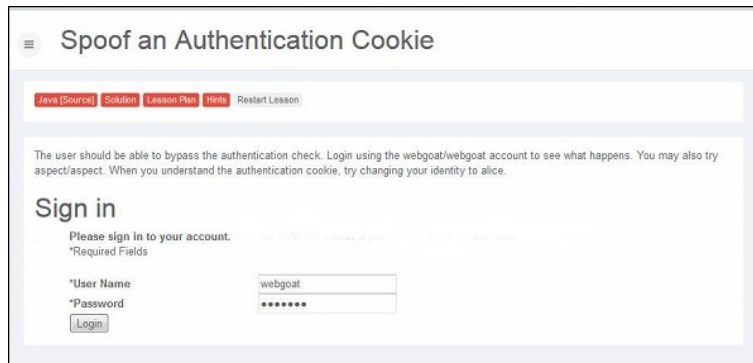 Spoof an Authentication Cookie
Java [Source] Solution Lesson Plan Hints Restart Lesson
The user should be able to bypass the authentication check. Login using the webgoat/webgoat account to see what happens. You may also try
aspect/aspect. When you understand the authentication cookie, try changing your identity to alice.
Sign in
Please sign in to your account.
*Required Fields
*User Name webgoat
*Password •••••••
Login